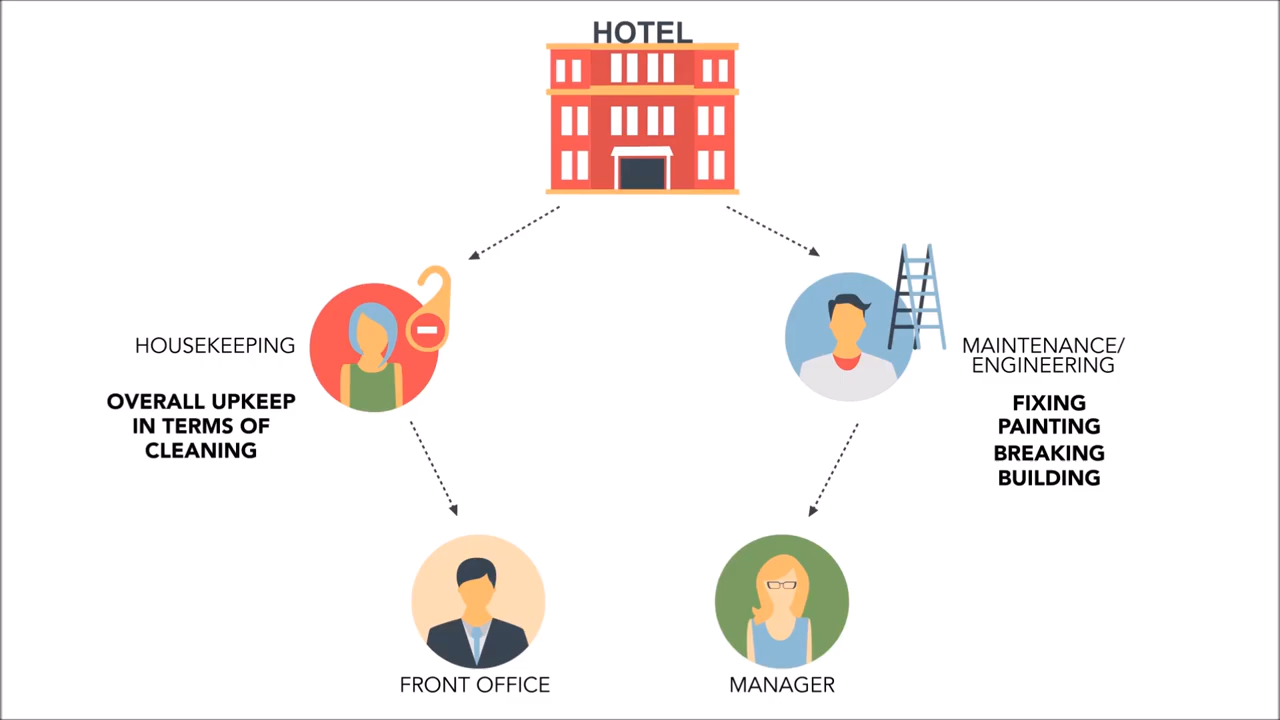 HOTEL
HOUSEKEEPING
OVERALL UPKEEP
IN TERMS OF
CLEANING
MAINTENANCE/
ENGINEERING
FIXING
PAINTING
BREAKING
BUILDING
FRONT OFFICE
MANAGER